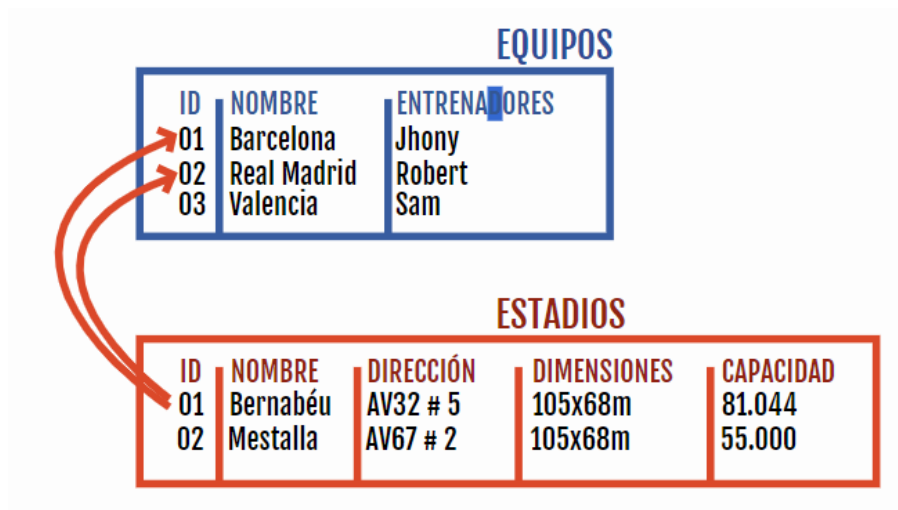 EQUIPOS
ID NOMBRE ENTRENADORES
01 Barcelona Jhony
02 Real Madrid Robert
03 Valencia Sam
ESTADIOS
ID NOMBRE DIRECCIÓN DIMENSIONES CAPACIDAD
01 Bernabéu AV32 # 5 105x68m 81.044
02 Mestalla AV67 # 2 105x68m 55.000